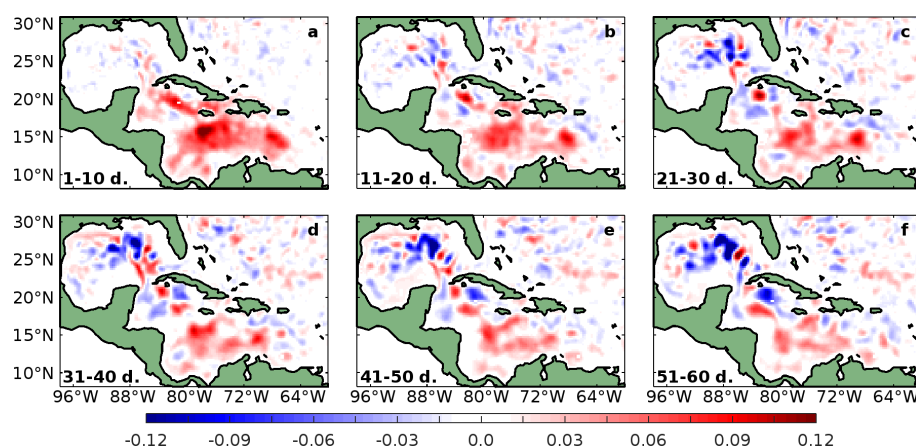 30°N a b c
25°N
20°N
15°N
10°N 1-10 d. 11-20 d. 21-30 d.
30°N d e f
25°N
20°N
15°N
10°N 31-40 d. 41-50 d. 51-60 d.
96°W 88°W 80°W 72°W 64°W 96°W 88°W 80°W 72°W 64°W 96°W 88°W 80°W 72°W 64°W
-0.12 -0.09 -0.06 -0.03 0.0 0.03 0.06 0.09 0.12